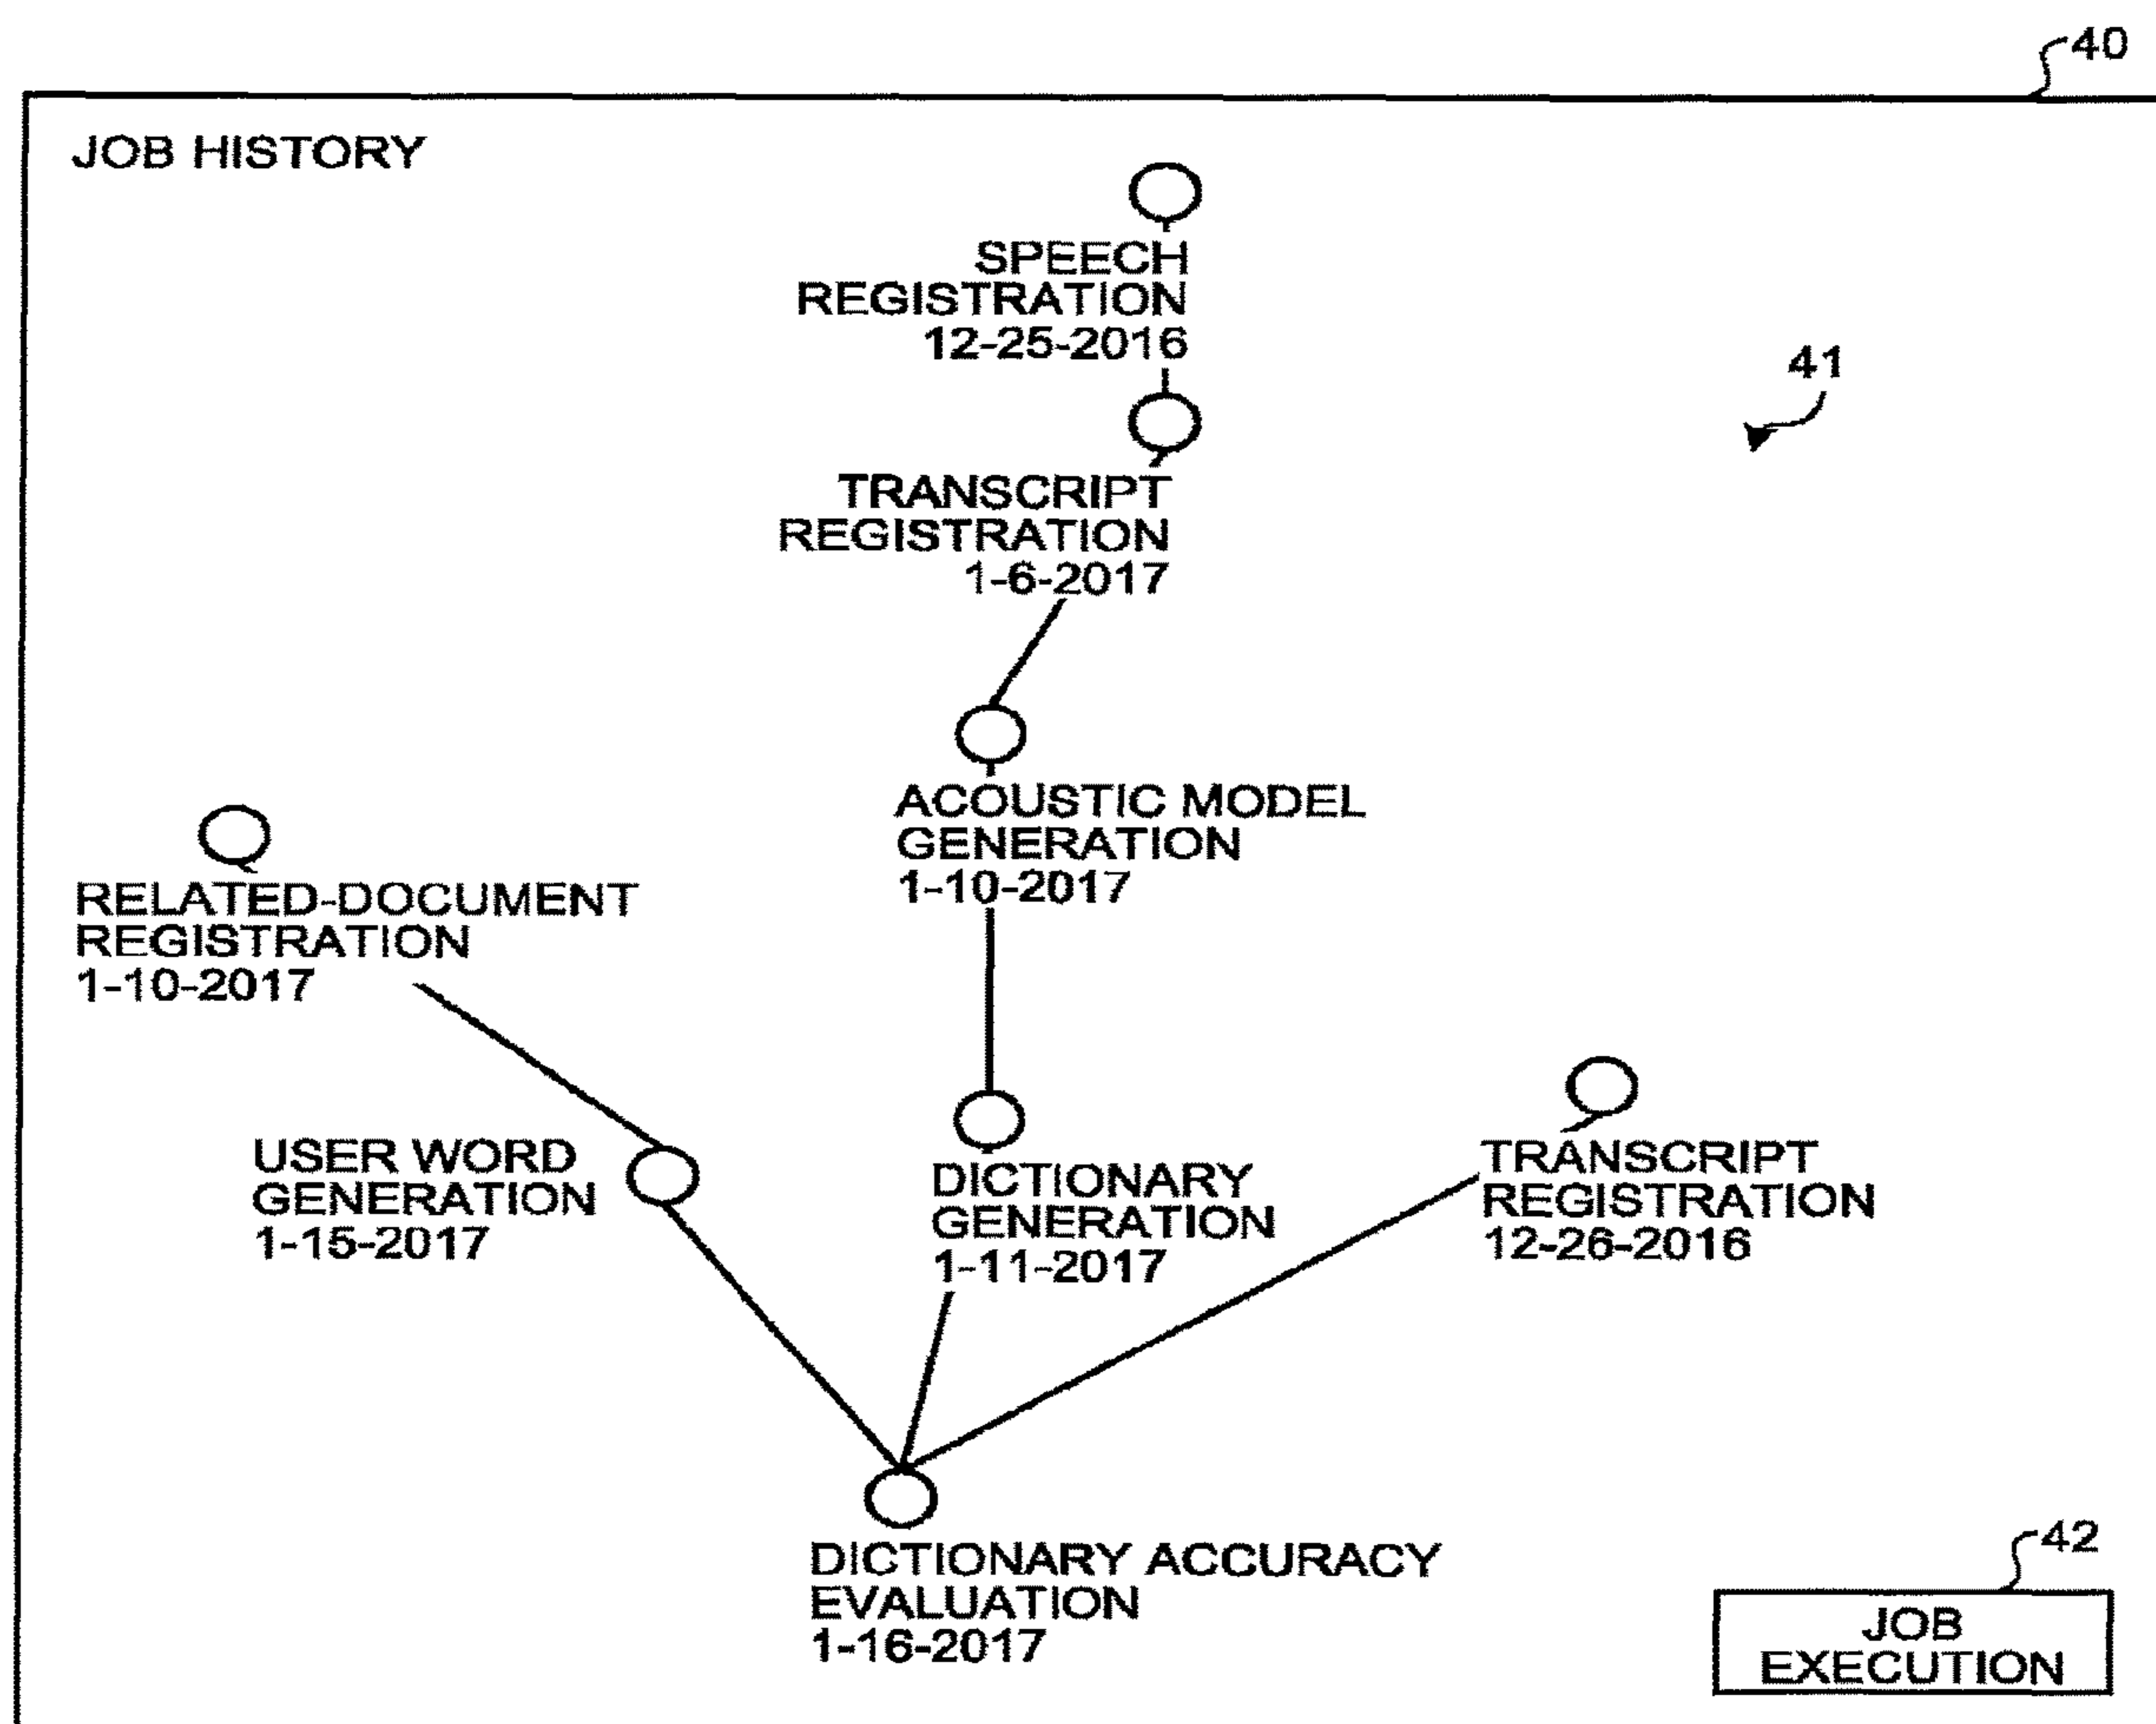 40
JOB HISTORY
SPEECH
REGISTRATION
12-25-2016
41
TRANSCRIPT
REGISTRATION
1-6-2017
ACOUSTIC MODEL
GENERATION
1-10-2017
RELATED-DOCUMENT
REGISTRATION
1-10-2017
USER WORD
GENERATION
1-15-2017
DICTIONARY
GENERATION
1-11-2017
TRANSCRIPT
REGISTRATION
12-26-2016
DICTIONARY ACCURACY
EVALUATION
1-16-2017
42
JOB
EXECUTION